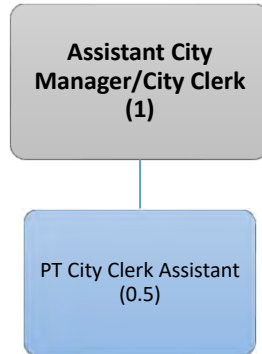 Assistant City
Manager/City Clerk
(1)
PT City Clerk Assistant
(0.5)